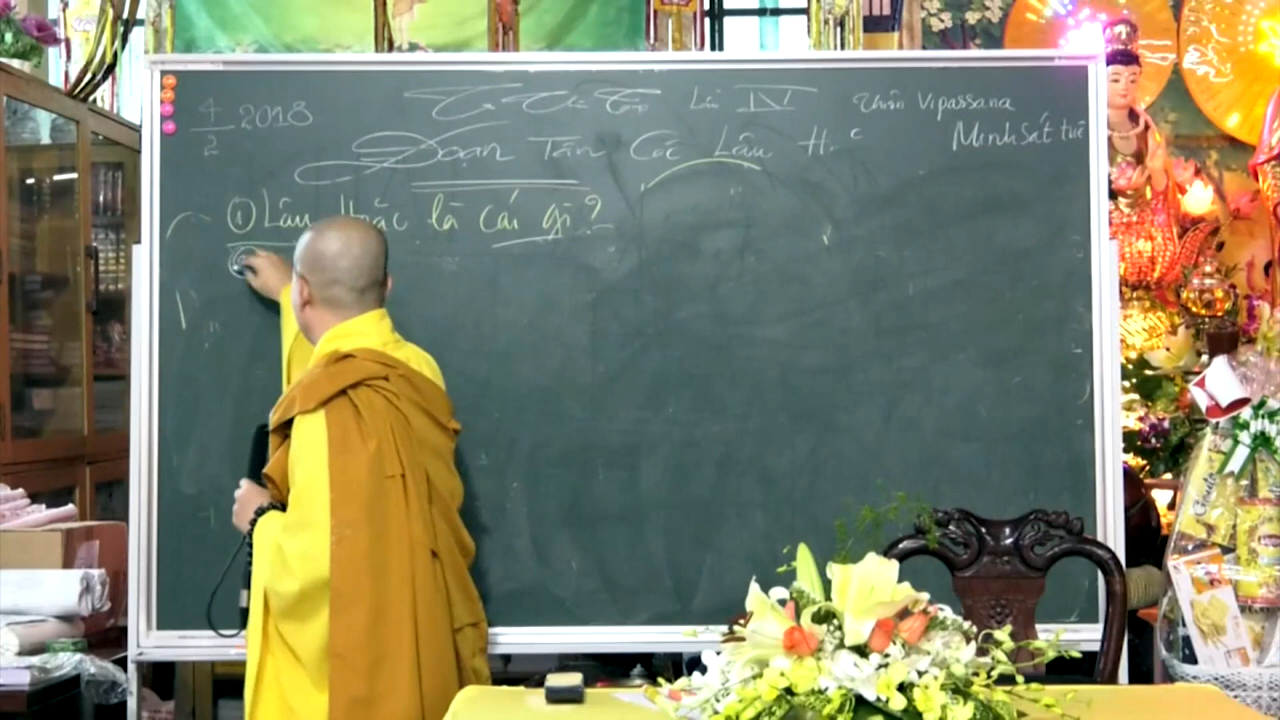 4/2 2018
Lần IV
Thiền Vipassana
Minh Sát tuệ
Đoạn Tận Các Lậu H.c
① Lậu hoặc là cái gì?
②